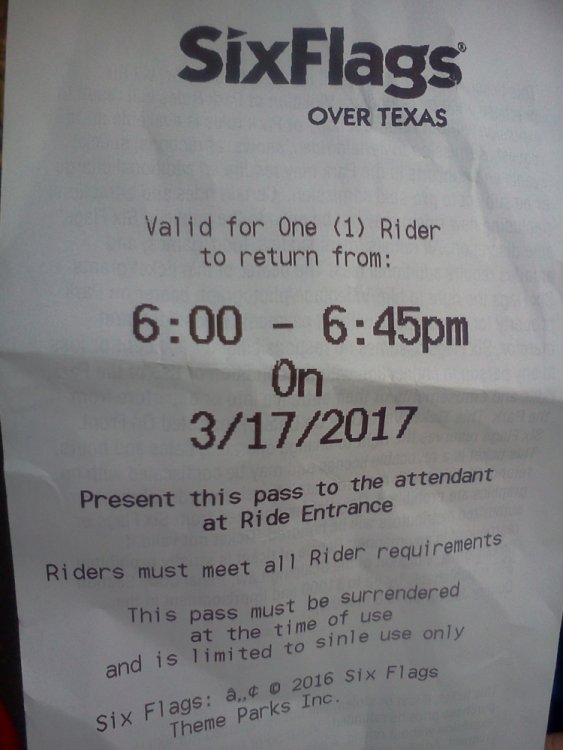 SixFlags®
OVER TEXAS
Valid for One (1) Rider
to return from:
6:00 - 6:45pm
On
3/17/2017
Present this pass to the attendant
at Ride Entrance
Riders must meet all Rider requirements
This pass must be surrendered
at the time of use
and is limited to sinle use only
Six Flags: â„¢ © 2016 Six Flags
Theme Parks Inc.